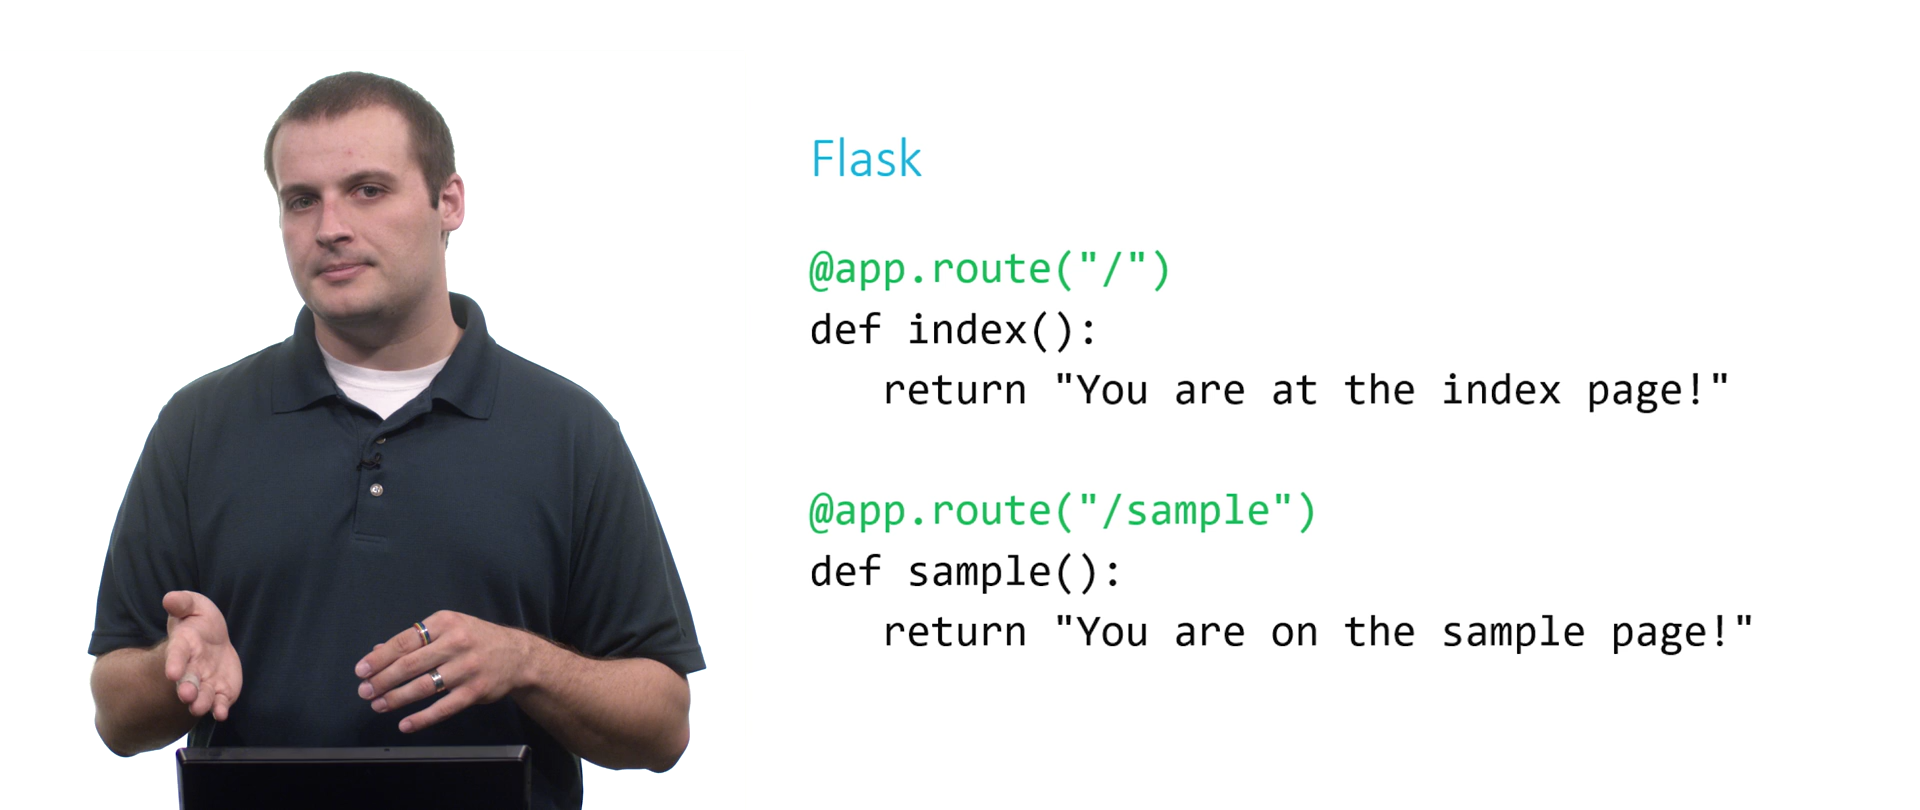 Flask
@app.route("/")
def index():
   return "You are at the index page!"
@app.route("/sample")
def sample():
   return "You are on the sample page!"